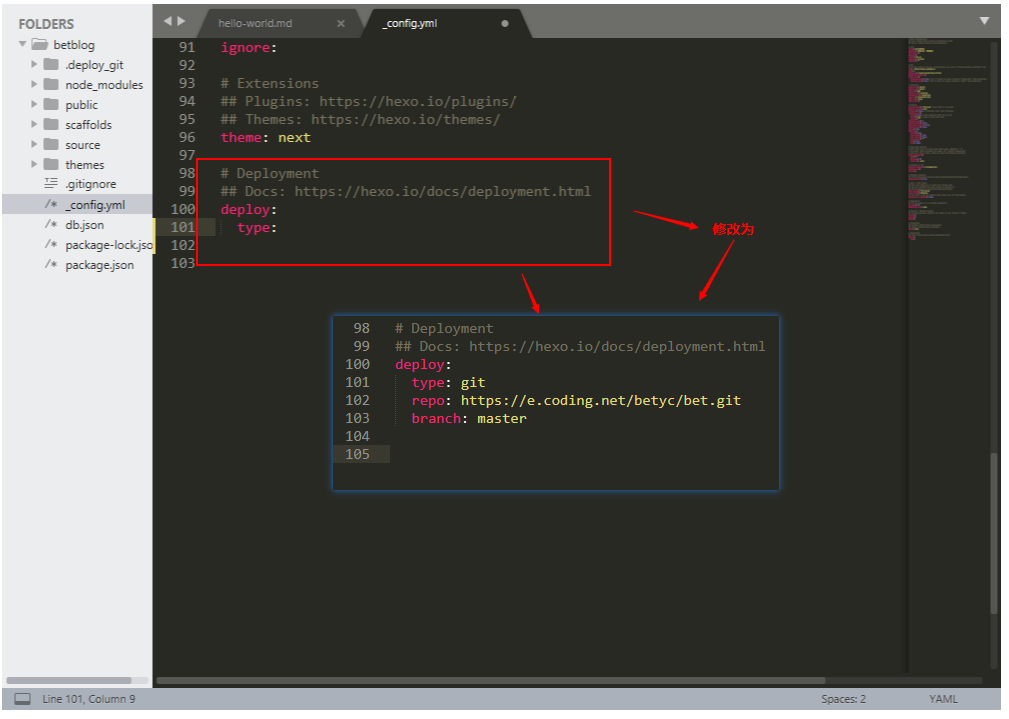 FOLDERS
betblog
.deploy_git
node_modules
public
scaffolds
source
themes
.gitignore
/* _config.yml
/* db.json
/* package-lock.jso
/* package.json
hello-world.md ×
_config.yml
91 ignore:
92
93 # Extensions
94 ## Plugins: https://hexo.io/plugins/
95 ## Themes: https://hexo.io/themes/
96 theme: next
97
98 # Deployment
99 ## Docs: https://hexo.io/docs/deployment.html
100 deploy:
101 type:
102
103
修改为
98 # Deployment
99 ## Docs: https://hexo.io/docs/deployment.html
100 deploy:
101 type: git
102 repo: https://e.coding.net/betyc/bet.git
103 branch: master
104
105
Line 101, Column 9
Spaces: 2
YAML